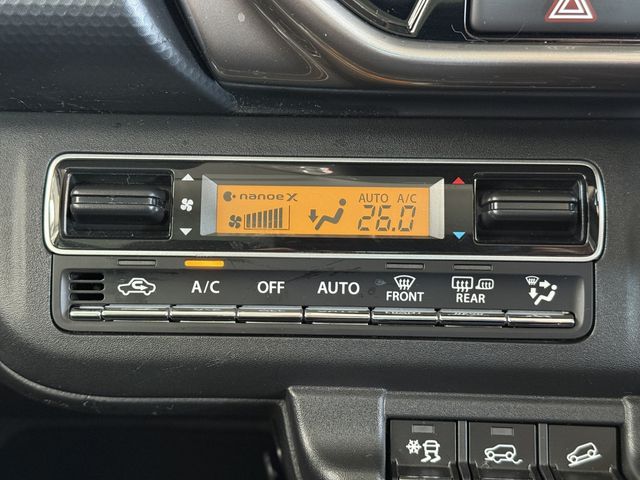 nanoe X
AUTO A/C
26.0
A/C OFF AUTO FRONT REAR